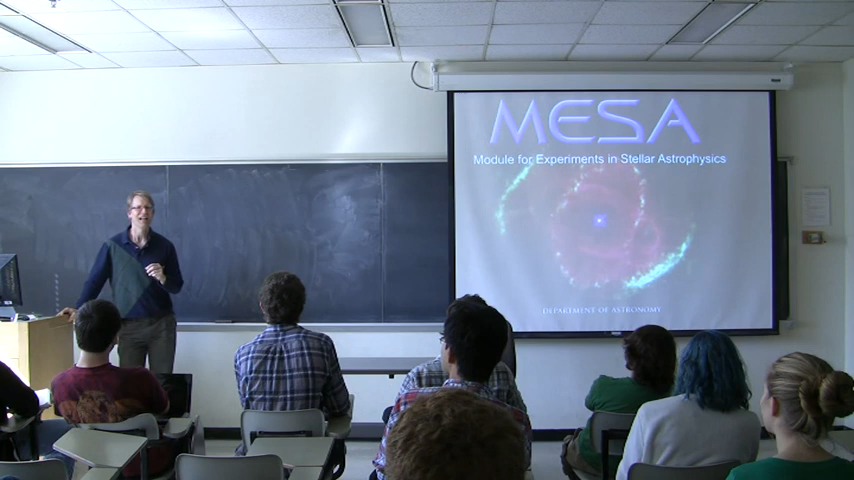 MESA
Module for Experiments in Stellar Astrophysics
DEPARTMENT OF ASTRONOMY